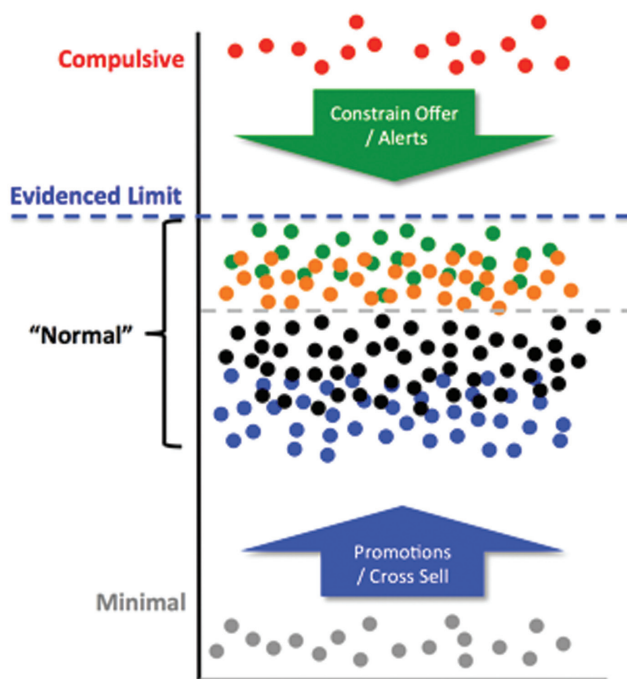 Compulsive
Constrain Offer
/ Alerts
Evidenced Limit
“Normal”
Promotions
/ Cross Sell
Minimal